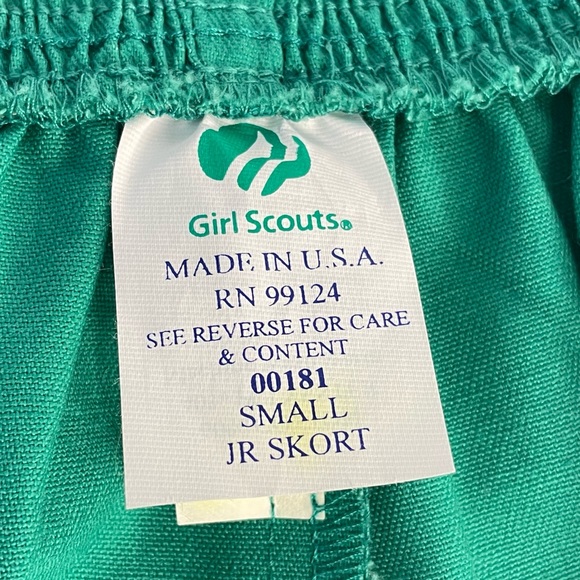 Girl Scouts®
MADE IN U.S.A.
RN 99124
SEE REVERSE FOR CARE
& CONTENT
00181
SMALL
JR SKORT